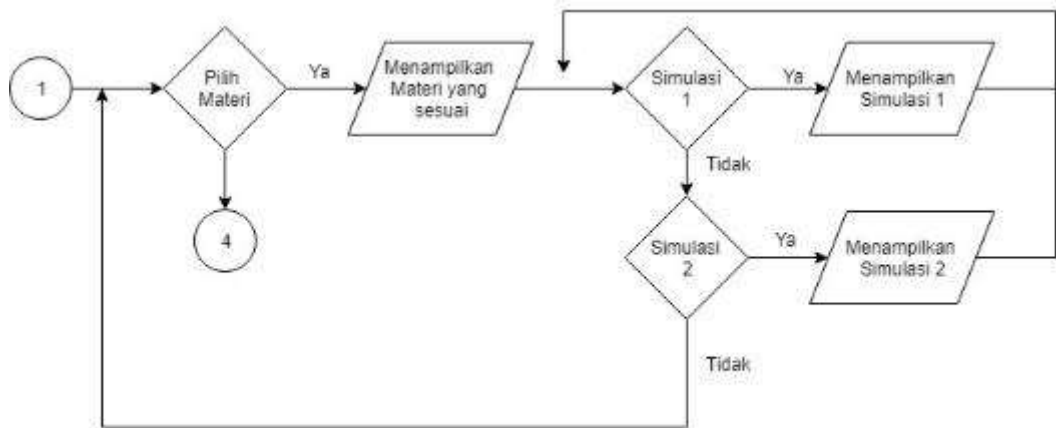 1
Pilih
Materi
Ya
Menampilkan
Materi yang
sesuai
Simulasi
1
Ya
Menampilkan
Simulasi 1
Tidak
4
Simulasi
2
Ya
Menampilkan
Simulasi 2
Tidak